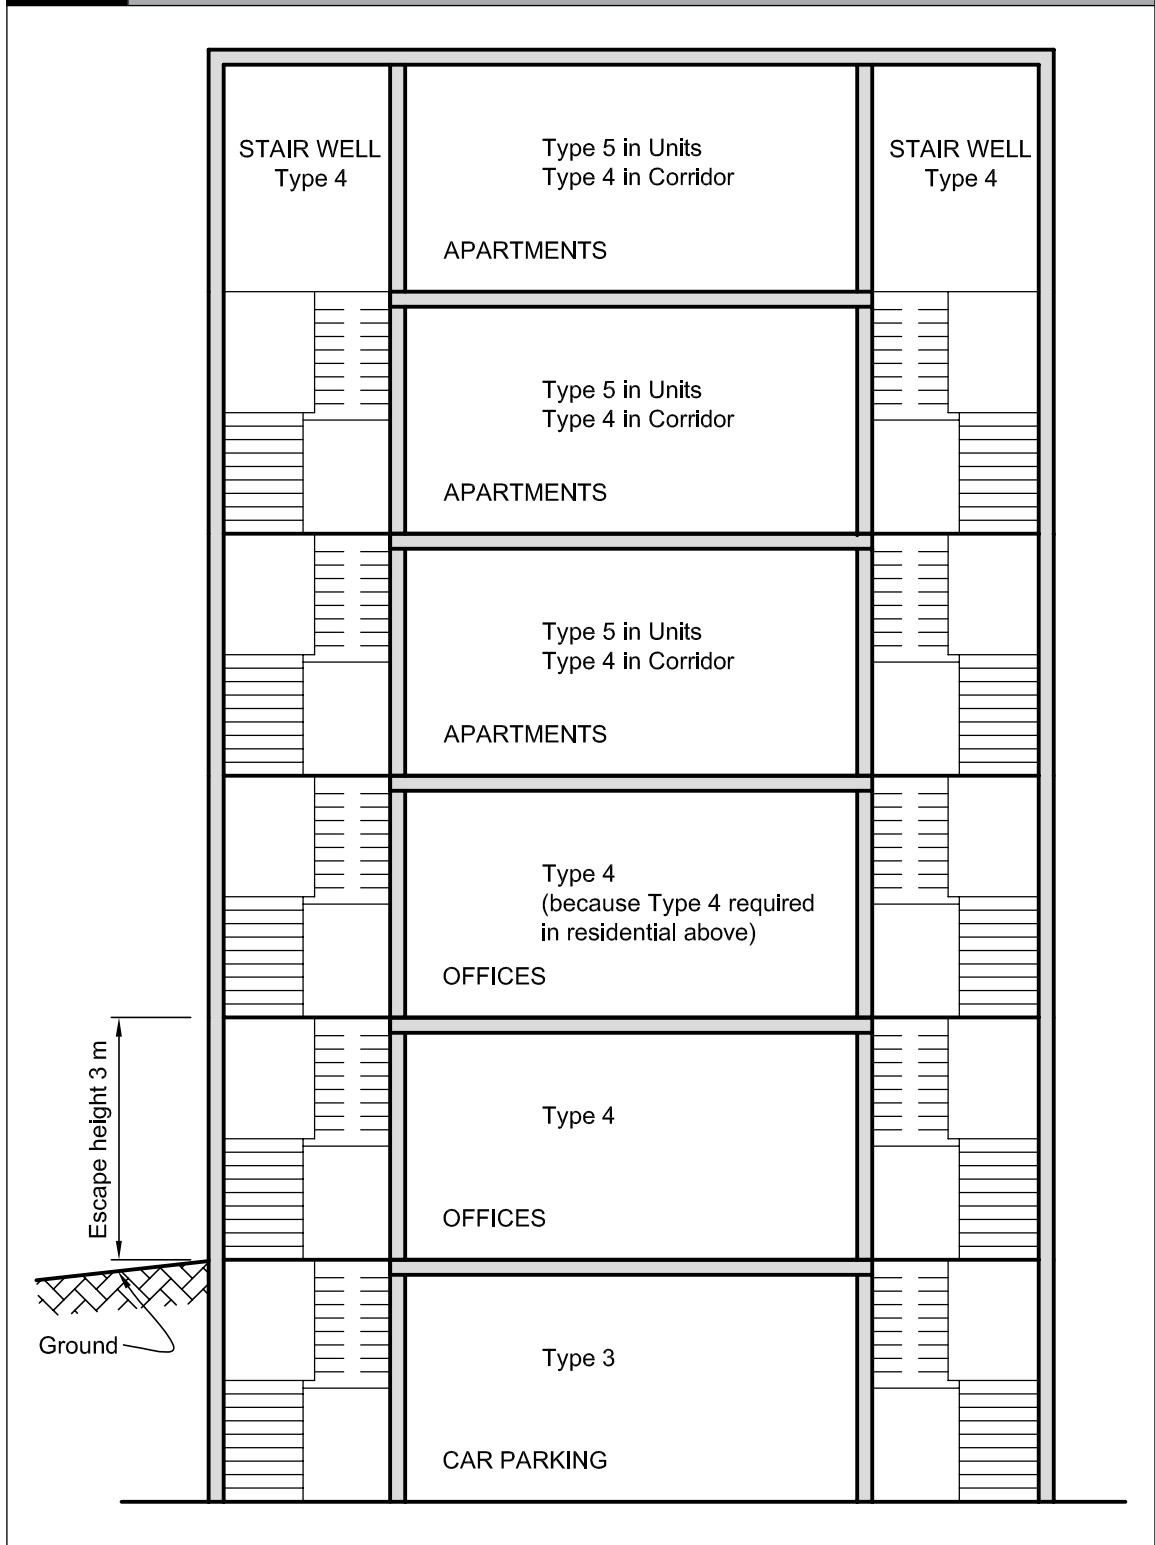 STAIR WELL
Type 4
Type 5 in Units
Type 4 in Corridor
APARTMENTS
STAIR WELL
Type 4
Type 5 in Units
Type 4 in Corridor
APARTMENTS
Type 5 in Units
Type 4 in Corridor
APARTMENTS
Type 4
(because Type 4 required
in residential above)
OFFICES
Escape height 3 m
Type 4
OFFICES
Ground
Type 3
CAR PARKING